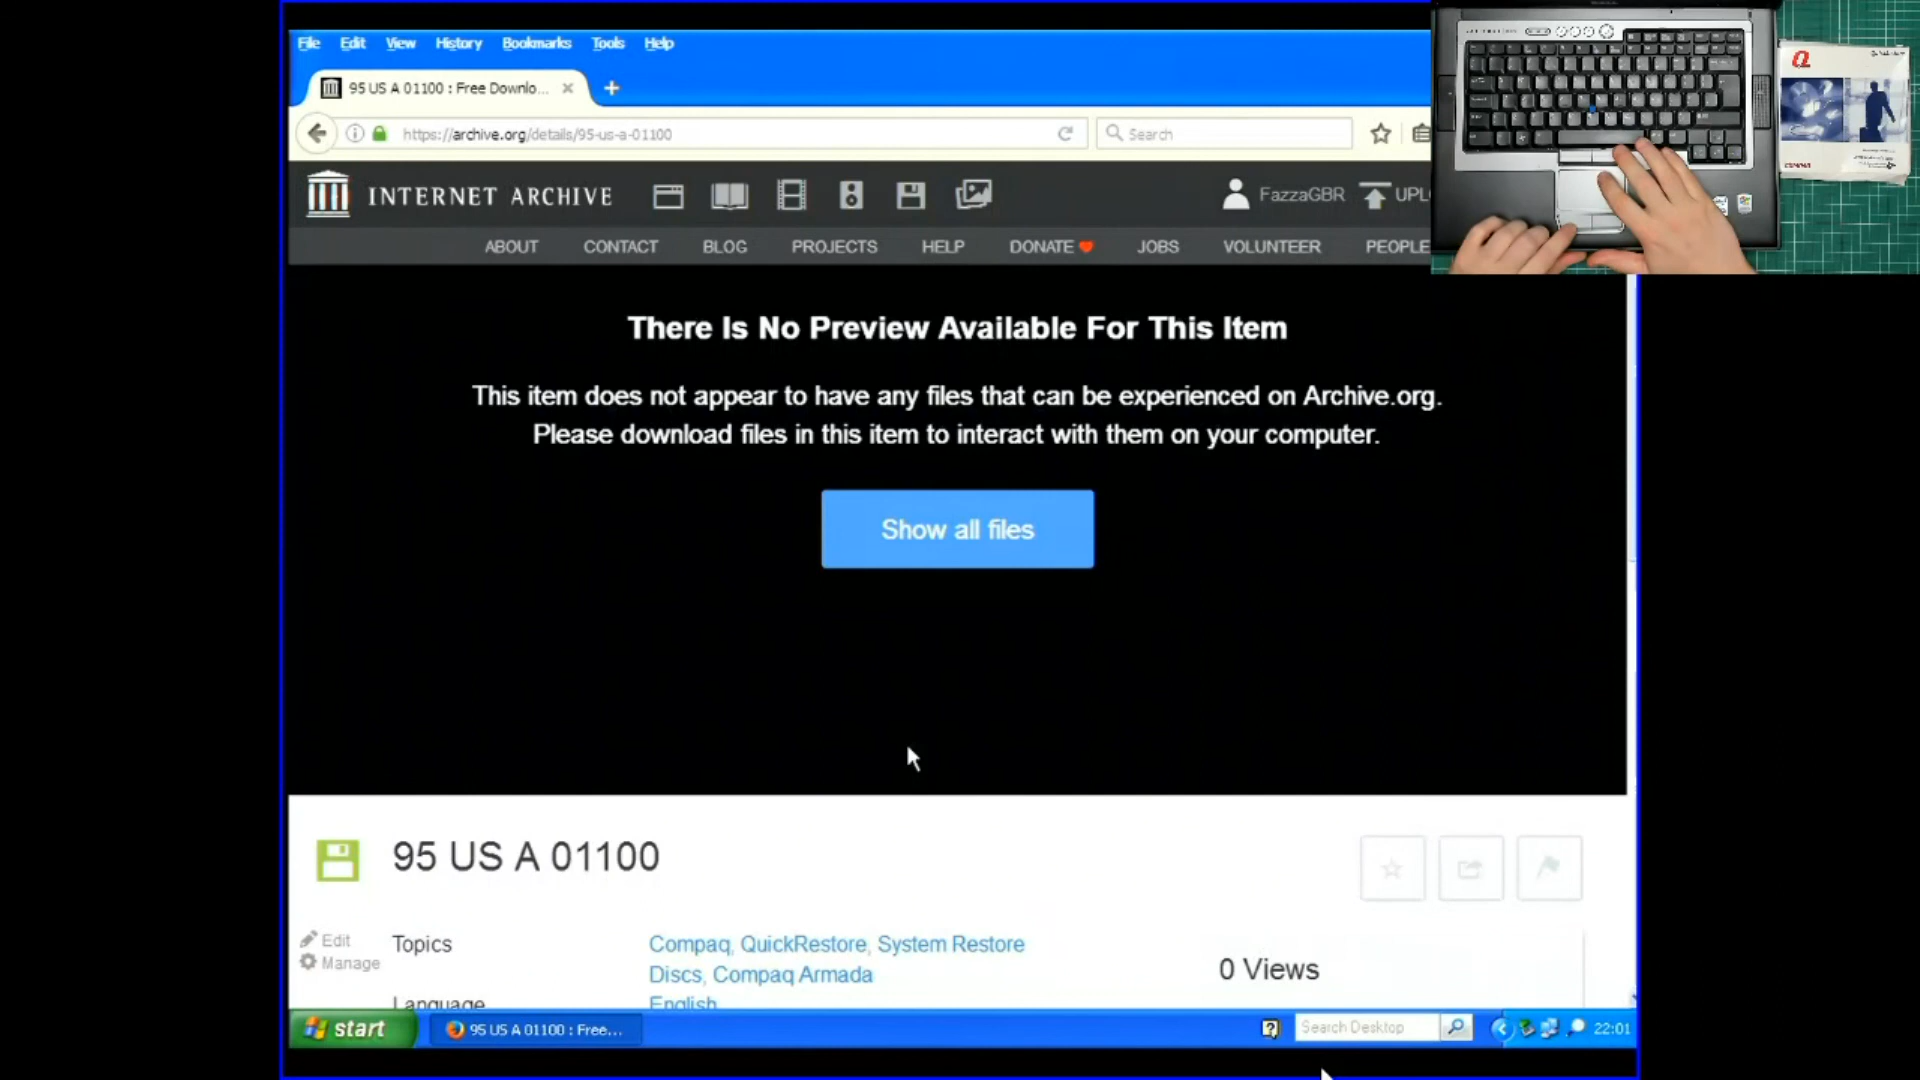 File Edit View History Bookmarks Tools Help
95 US A 01100 : Free Downlo...
https://archive.org/details/95-us-a-01100
Search
INTERNET ARCHIVE
FazzaGBR
UPL
ABOUT CONTACT BLOG PROJECTS HELP DONATE JOBS VOLUNTEER PEOPLE
There Is No Preview Available For This Item
This item does not appear to have any files that can be experienced on Archive.org.
Please download files in this item to interact with them on your computer.
Show all files
95 US A 01100
Edit
Manage
Topics
Compaq, QuickRestore, System Restore
Discs, Compaq Armada
0 Views
Language
English
start
95 US A 01100 : Free...
Search Desktop
22:01